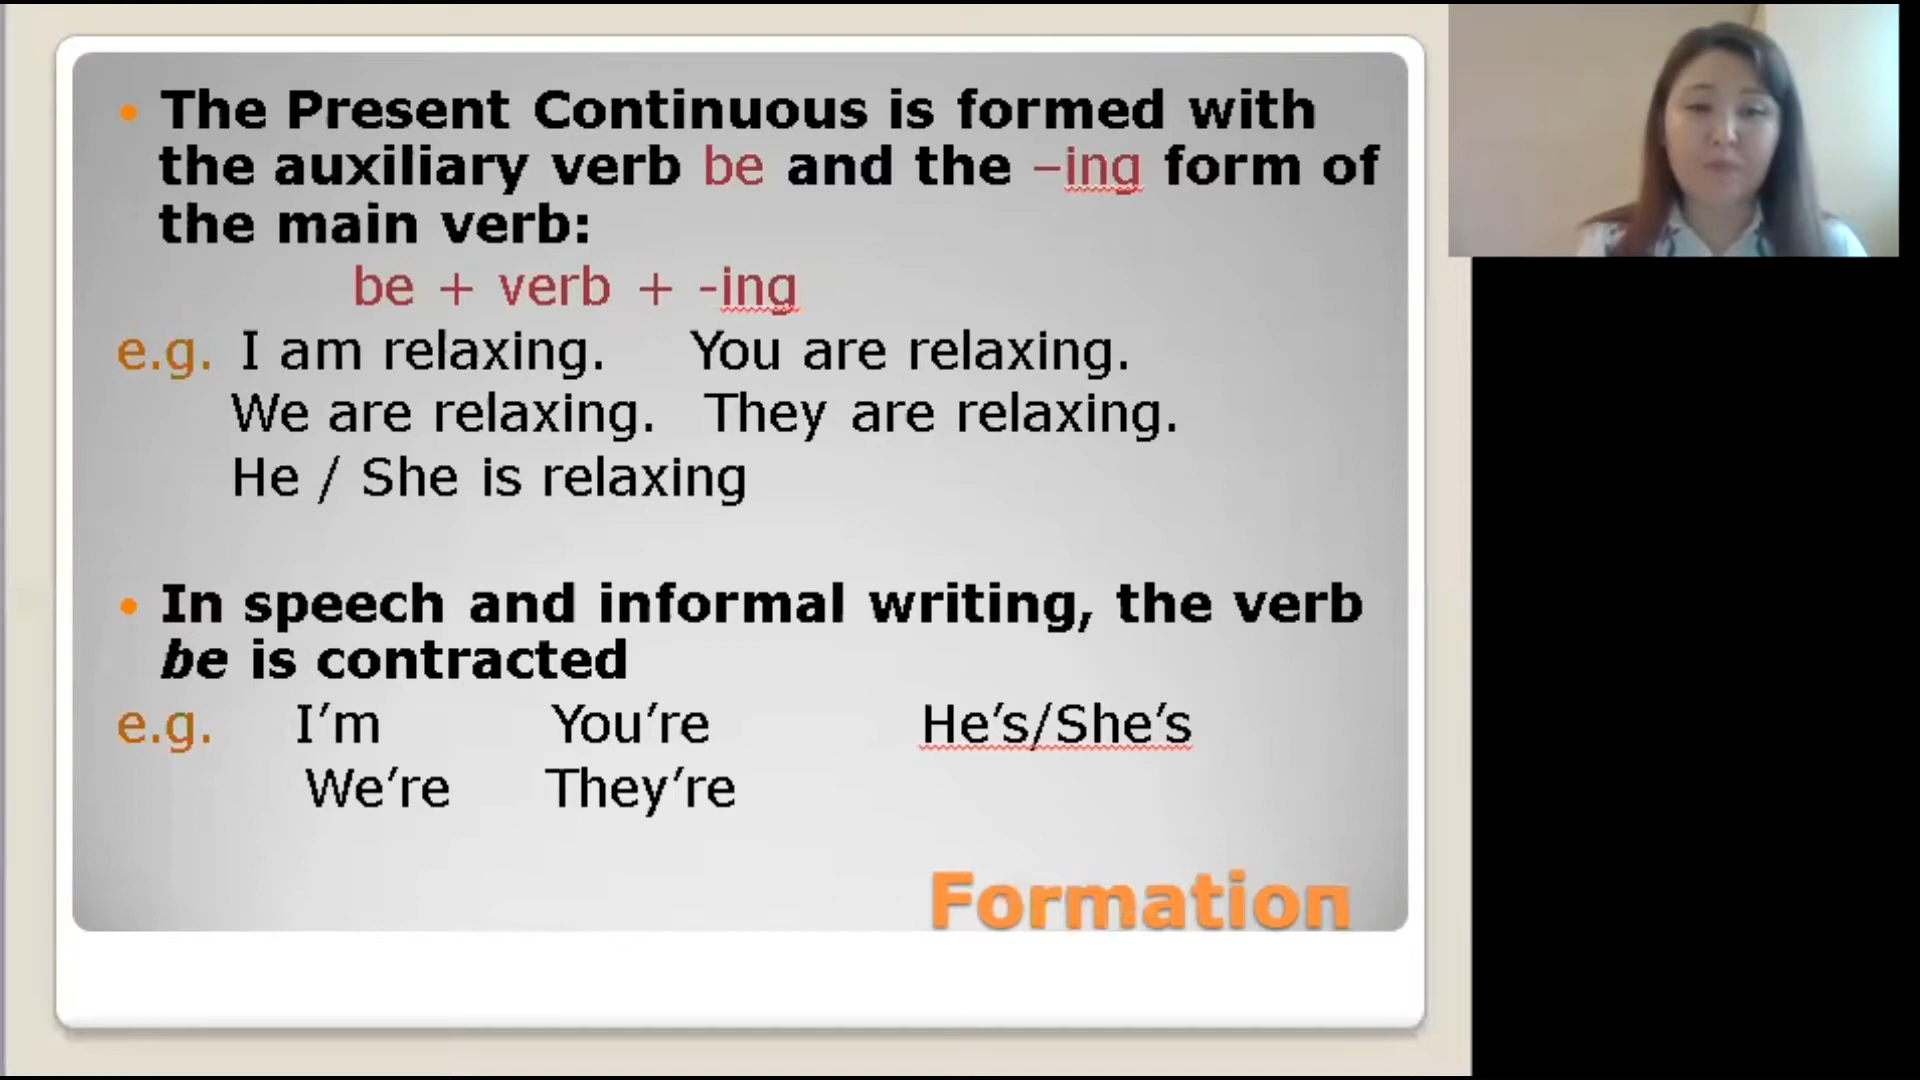 • The Present Continuous is formed with
the auxiliary verb be and the –ing form of
the main verb:
be + verb + -ing
e.g. I am relaxing. You are relaxing.
We are relaxing. They are relaxing.
He / She is relaxing
• In speech and informal writing, the verb
be is contracted
e.g. I’m You’re He’s/She’s
We’re They’re
Formation